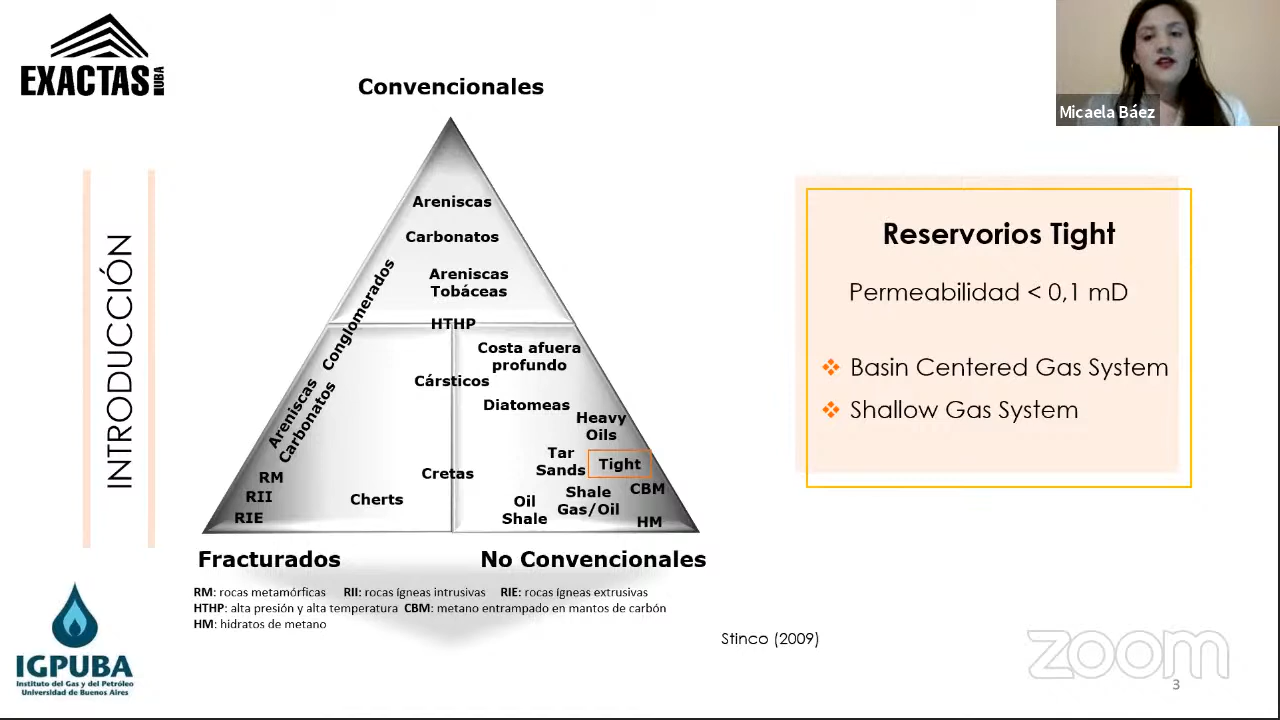 EXACTAS UBA
Micaela Báez
INTRODUCCIÓN
Convencionales
Areniscas
Carbonatos
Areniscas
Tobáceas
Conglomerados
HTHP
Costa afuera
profundo
Cársticos
Areniscas
Carbonatos
Diatomeas
Heavy
Oils
Tar
Sands
Tight
RM
Cretas
CBM
RII
Cherts
Shale
Gas/Oil
Oil
Shale
RIE
HM
Fracturados
No Convencionales
RM: rocas metamórficas RII: rocas ígneas intrusivas RIE: rocas ígneas extrusivas
HTHP: alta presión y alta temperatura CBM: metano entrampado en mantos de carbón
HM: hidratos de metano
Stinco (2009)
Reservorios Tight
Permeabilidad < 0,1 mD
❖ Basin Centered Gas System
❖ Shallow Gas System
IGPUBA
Instituto del Gas y del Petróleo
Universidad de Buenos Aires
zoom
3